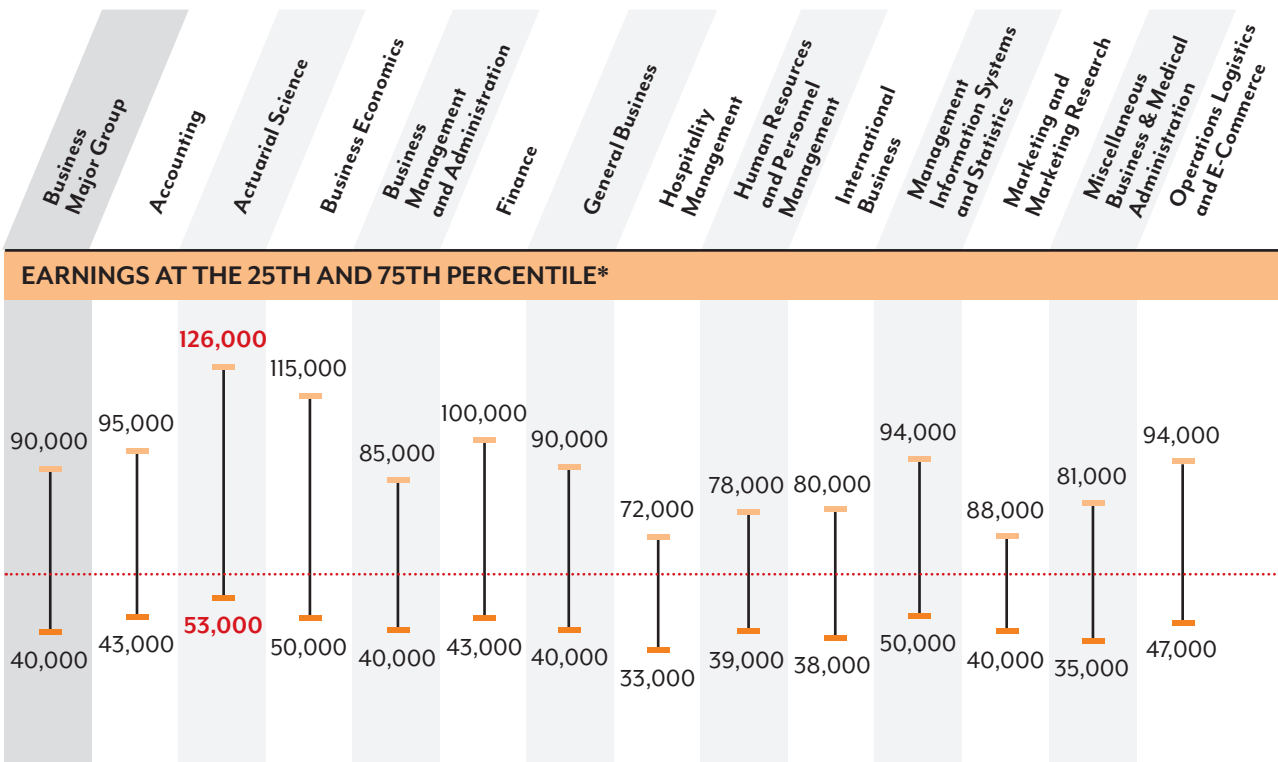 Business
Major Group
Accounting
Actuarial Science
Business Economics
Business
Management
and Administration
Finance
General Business
Hospitality
Management
Human Resources
and Personnel
Management
International
Business
Management
Information Systems
and Statistics
Marketing and
Marketing Research
Miscellaneous
Business & Medical
Administration
Operations Logistics
and E-Commerce
EARNINGS AT THE 25TH AND 75TH PERCENTILE*
90,000
95,000
126,000
115,000
85,000
100,000
90,000
72,000
78,000
80,000
94,000
88,000
81,000
94,000
40,000
43,000
53,000
50,000
40,000
43,000
40,000
33,000
39,000
38,000
50,000
40,000
35,000
47,000